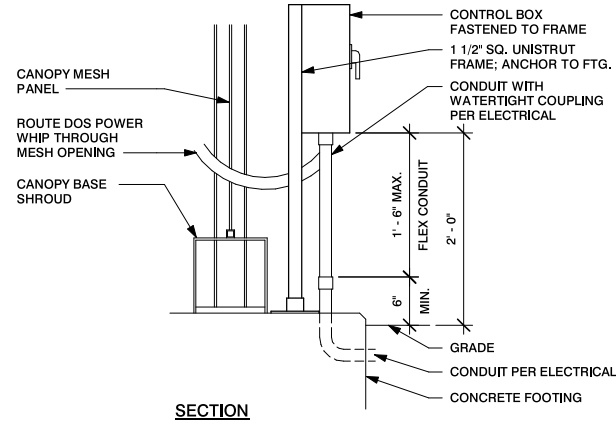 CONTROL BOX
FASTENED TO FRAME
1 1/2" SQ. UNISTRUT
FRAME; ANCHOR TO FTG.
CONDUIT WITH
WATERTIGHT COUPLING
PER ELECTRICAL
CANOPY MESH
PANEL
ROUTE DOS POWER
WHIP THROUGH
MESH OPENING
CANOPY BASE
SHROUD
1' - 6" MAX.
FLEX CONDUIT
2' - 0"
6"
MIN.
GRADE
CONDUIT PER ELECTRICAL
CONCRETE FOOTING
SECTION